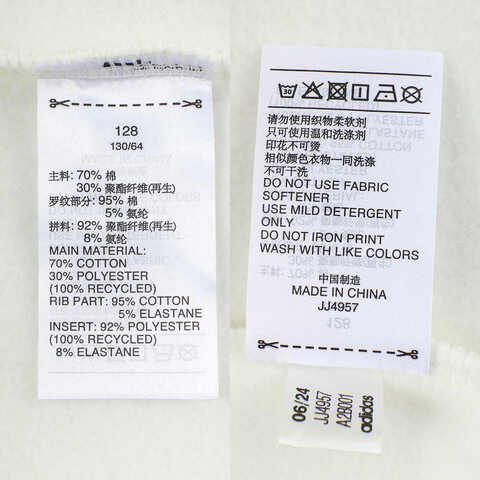 128
130/64
主料: 70% 棉
30% 聚酯纤维(再生)
罗纹部分: 95% 棉
5% 氨纶
拼料: 92% 聚酯纤维(再生)
8% 氨纶
MAIN MATERIAL:
70% COTTON
30% POLYESTER
(100% RECYCLED)
RIB PART: 95% COTTON
5% ELASTANE
INSERT: 92% POLYESTER
(100% RECYCLED)
8% ELASTANE
30
请勿使用织物柔软剂
只可使用温和洗涤剂
印花不可烫
相似颜色衣物一同洗涤
不可干洗
DO NOT USE FABRIC
SOFTENER
USE MILD DETERGENT
ONLY
DO NOT IRON PRINT
WASH WITH LIKE COLORS
中国制造
MADE IN CHINA
JJ4957
06/24
JJ4957
A2B001
adidas